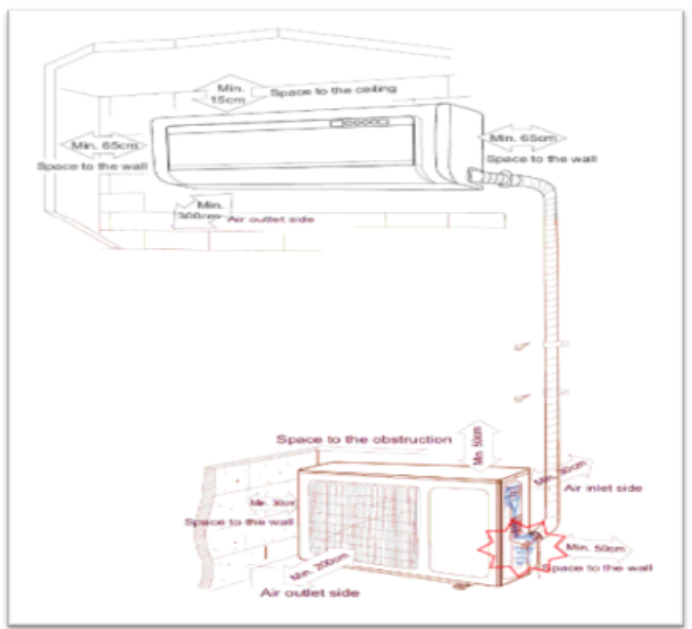 Min.
15cm
Space to the ceiling
Min. 65cm
Space to the wall
Min. 65cm
Space to the wall
Min.
300cm
Air outlet side
Space to the obstruction
Min. 50cm
Min. 30cm
Air inlet side
Min. 30cm
Space to the wall
Min. 50cm
Space to the wall
Min. 200cm
Air outlet side